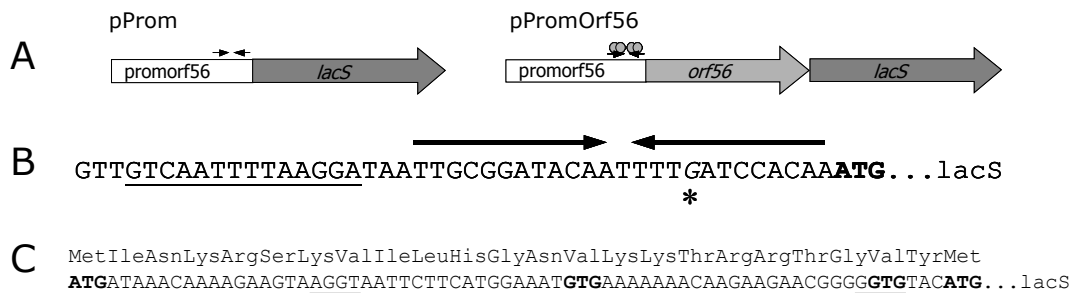 pProm
pPromOrf56
A
promorf56 lacS
promorf56 orf56 lacS
B GTTGTCAATTTTAAGGATAATTGCGGATACAATTTTGATCCACAAATG...lacS
*
C MetIleAsnLysArgSerLysValIleLeuHisGlyAsnValLysLysThrArgArgThrGlyValTyrMet
ATGATAAACAAAAGAAGTAAGGTAATTCTTCATGGAAATGTGAAAAAAACAAGAAGAACGGGGGTGTACATG...lacS